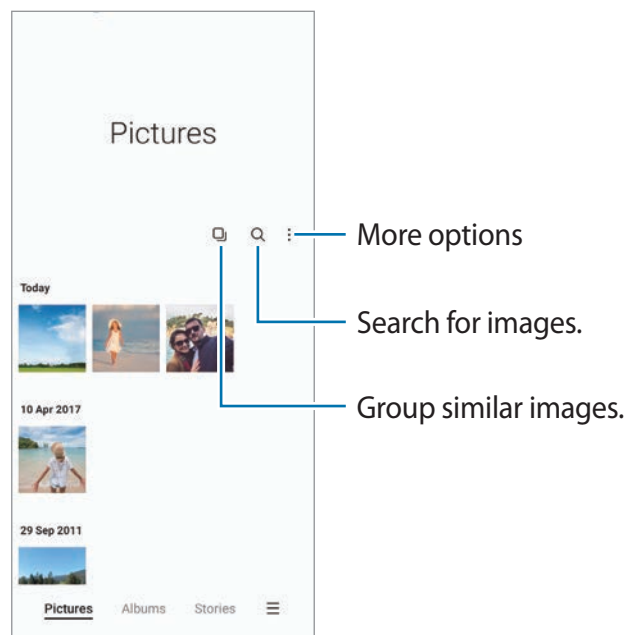 Pictures
More options
Today
Search for images.
Group similar images.
10 Apr 2017
29 Sep 2011
Pictures Albums Stories